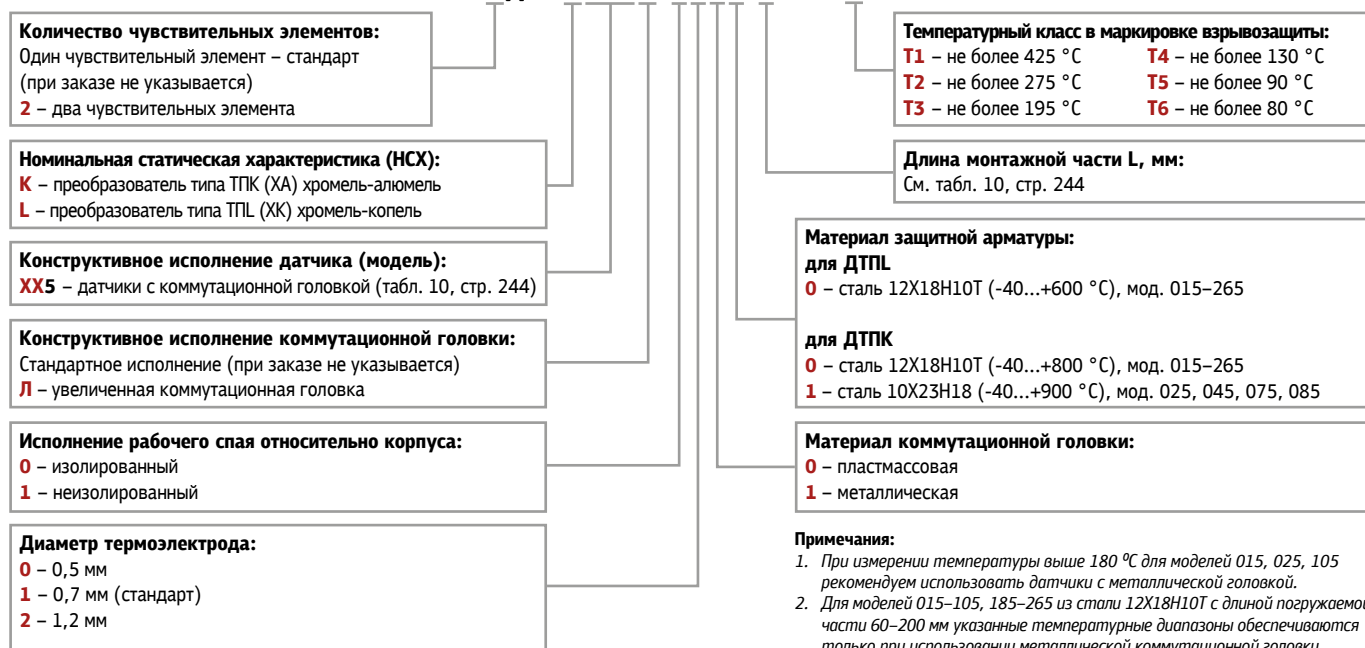 Количество чувствительных элементов:
Один чувствительный элемент – стандарт
(при заказе не указывается)
2 – два чувствительных элемента
Номинальная статическая характеристика (НСХ):
K – преобразователь типа ТПК (ХА) хромель-алюмель
L – преобразователь типа ТПL (ХК) хромель-копель
Конструктивное исполнение датчика (модель):
XX5 – датчики с коммутационной головкой (табл. 10, стр. 244)
Конструктивное исполнение коммутационной головки:
Стандартное исполнение (при заказе не указывается)
Л – увеличенная коммутационная головка
Исполнение рабочего спая относительно корпуса:
0 – изолированный
1 – неизолированный
Диаметр термоэлектрода:
0 – 0,5 мм
1 – 0,7 мм (стандарт)
2 – 1,2 мм
Температурный класс в маркировке взрывозащиты:
T1 – не более 425 °C T4 – не более 130 °C
T2 – не более 275 °C T5 – не более 90 °C
T3 – не более 195 °C T6 – не более 80 °C
Длина монтажной части L, мм:
См. табл. 10, стр. 244
Материал защитной арматуры:
для ДТПL
0 – сталь 12Х18Н10Т (-40...+600 °C), мод. 015–265
для ДТПК
0 – сталь 12Х18Н10Т (-40...+800 °C), мод. 015–265
1 – сталь 10Х23Н18 (-40...+900 °C), мод. 025, 045, 075, 085
Материал коммутационной головки:
0 – пластмассовая
1 – металлическая
Примечания:
1. При измерении температуры выше 180 ⁰С для моделей 015, 025, 105
рекомендуем использовать датчики с металлической головкой.
2. Для моделей 015–105, 185–265 из стали 12Х18Н10Т с длиной погружаемой
части 60–200 мм указанные температурные диапазоны обеспечиваются
только при использовании металлической коммутационной головки